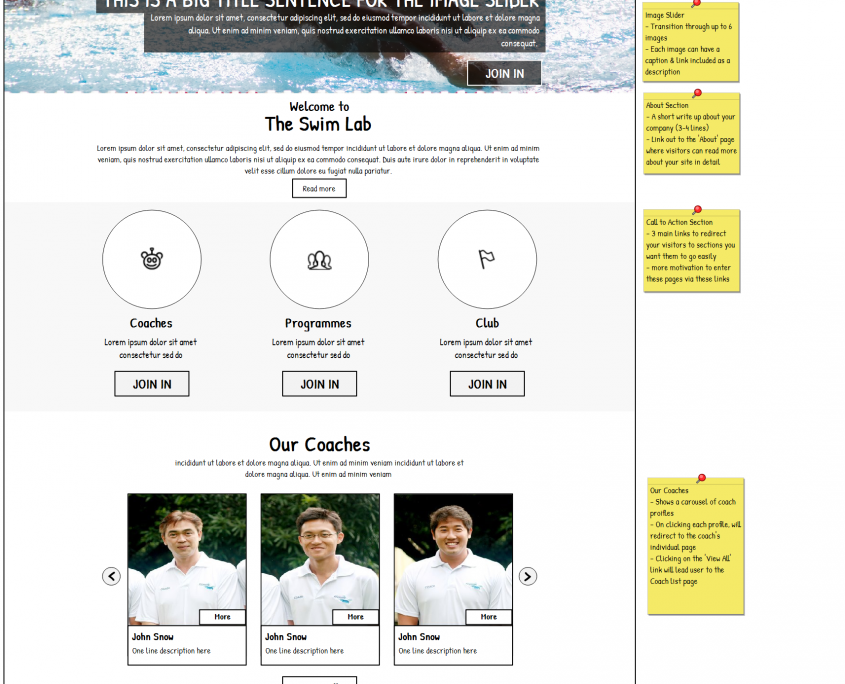 THIS IS A BIG TITLE SENTENCE FOR THE IMAGE SLIDER
Lorem ipsum dolor sit amet, consectetur adipiscing elit, sed do eiusmod tempor incididunt ut labore et dolore magna
aliqua. Ut enim ad minim veniam, quis nostrud exercitation ullamco laboris nisi ut aliquip ex ea commodo
consequat.
JOIN IN
Welcome to
The Swim Lab
Lorem ipsum dolor sit amet, consectetur adipiscing elit, sed do eiusmod tempor incididunt ut labore et dolore magna aliqua. Ut enim ad minim
veniam, quis nostrud exercitation ullamco laboris nisi ut aliquip ex ea commodo consequat. Duis aute irure dolor in reprehenderit in voluptate
velit esse cillum dolore eu fugiat nulla pariatur.
Read more
Coaches
Lorem ipsum dolor sit amet
consectetur sed do
JOIN IN
Programmes
Lorem ipsum dolor sit amet
consectetur sed do
JOIN IN
Club
Lorem ipsum dolor sit amet
consectetur sed do
JOIN IN
Our Coaches
incididunt ut labore et dolore magna aliqua. Ut enim ad minim veniam incididunt ut labore et
dolore magna aliqua. Ut enim ad minim veniam
More
John Snow
One line description here
More
John Snow
One line description here
More
John Snow
One line description here
Image Slider
- Transition through up to 6
images
- Each image can have a
caption & link included as a
description
About Section
- A short write up about your
company (3-4 lines)
- Link out to the 'About' page
where visitors can read more
about your site in detail
Call to Action Section
- 3 main links to redirect
your visitors to sections you
want them to go easily
- more motivation to enter
these pages via these links
Our Coaches
- Shows a carousel of coach
proifles
- On clicking each profile, will
redirect to the coach's
individual page
- Clicking on the 'View All'
link will lead user to the
Coach list page